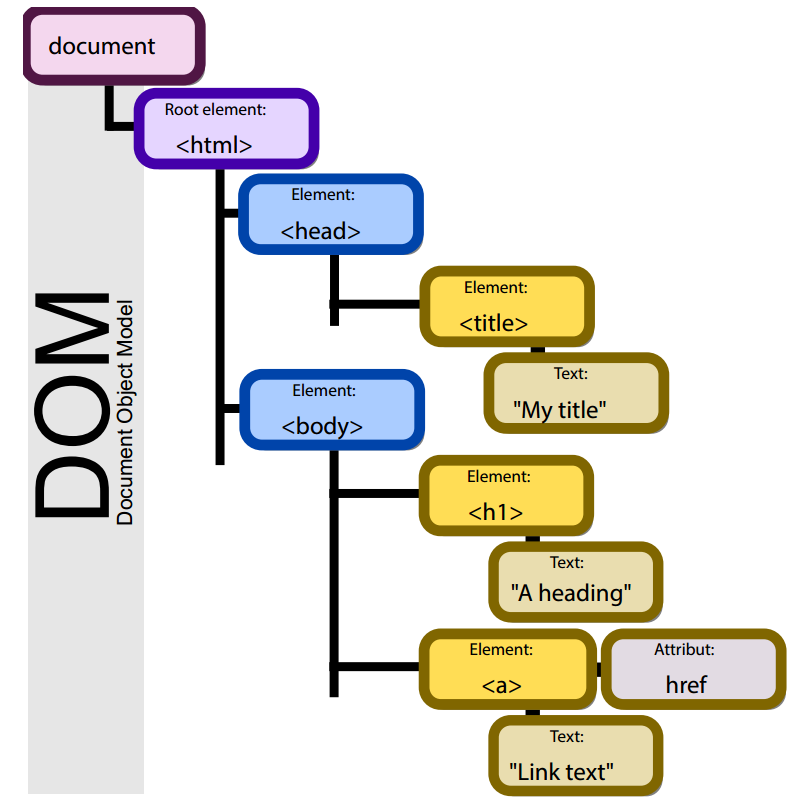 document
Root element:
<html>
Element:
<head>
Element:
<title>
Text:
"My title"
Element:
<body>
Element:
<h1>
Text:
"A heading"
Element:
<a>
Attribut:
href
Text:
"Link text"
DOM
Document Object Model